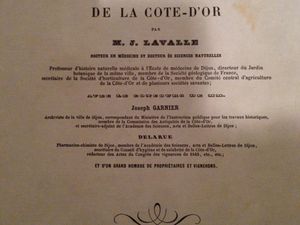 DE LA COTE-D'OR
PAR
M. J. LAVALLE
DOCTEUR EN MÉDECINE ET DOCTEUR ÈS SCIENCES NATURELLES
Professeur d'histoire naturelle médicale à l'École de médecine de Dijon, directeur du Jardin
botanique de la même ville, membre de la Société géologique de France,
secrétaire de la Société d'horticulture de la Côte-d'Or, membre du Comité central d'agriculture
de la Côte-d'Or et de plusieurs sociétés savantes;
AVEC LE CONCOURS DE MM.
Joseph GARNIER
Archiviste de la ville de Dijon, correspondant du Ministère de l'instruction publique pour les travaux historiques,
membre de la Commission des Antiquités de la Côte-d'Or,
et secrétaire-adjoint de l'Académie des Sciences, Arts et Belles-Lettres de Dijon;
DELARUE
Pharmacien-chimiste de Dijon, membre de l'Académie des Sciences, Arts et Belles-Lettres de Dijon,
secrétaire du Conseil d'hygiène et de salubrité de la Côte-d'Or,
rédacteur des Actes du Congrès des vignerons de 1845, etc., etc.;
ET D'UN GRAND NOMBRE DE PROPRIÉTAIRES ET VIGNERONS.